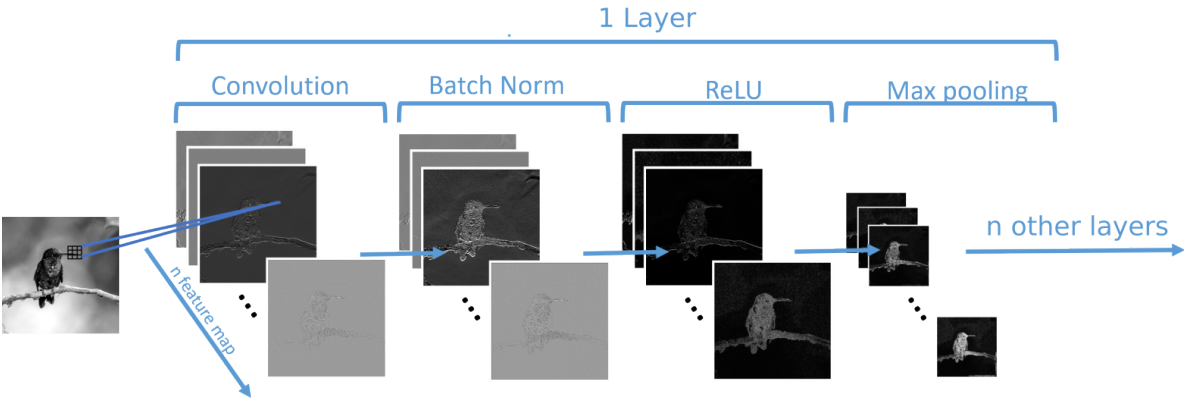 1 Layer
Convolution
Batch Norm
ReLU
Max pooling
n other layers
n feature map